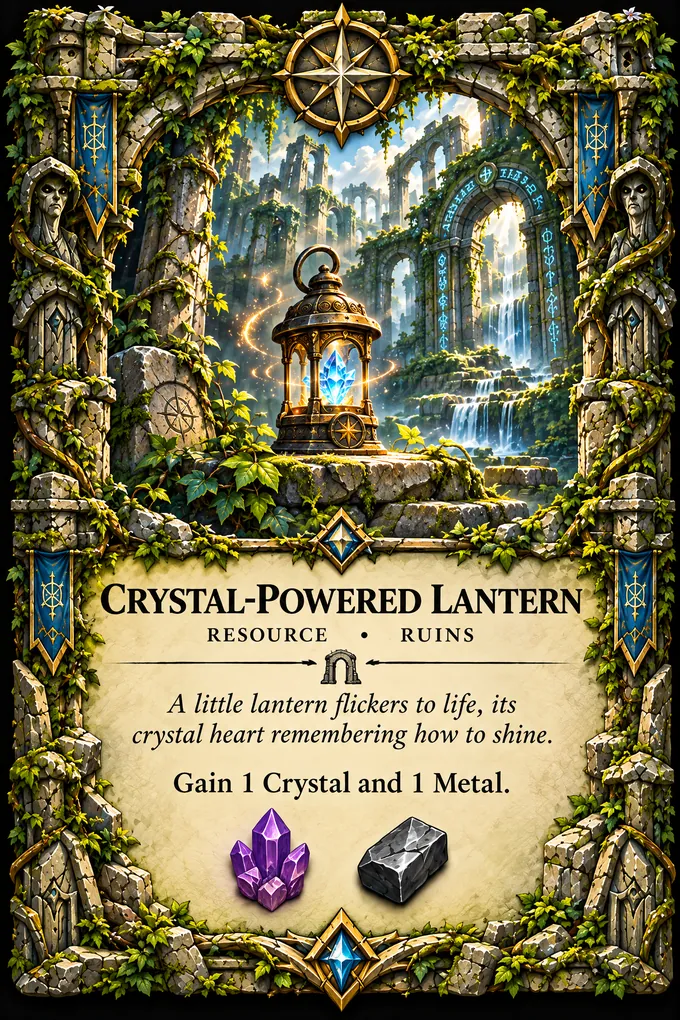 Crystal-Powered Lantern
RESOURCE • RUINS
A little lantern flickers to life, its
crystal heart remembering how to shine.
Gain 1 Crystal and 1 Metal.